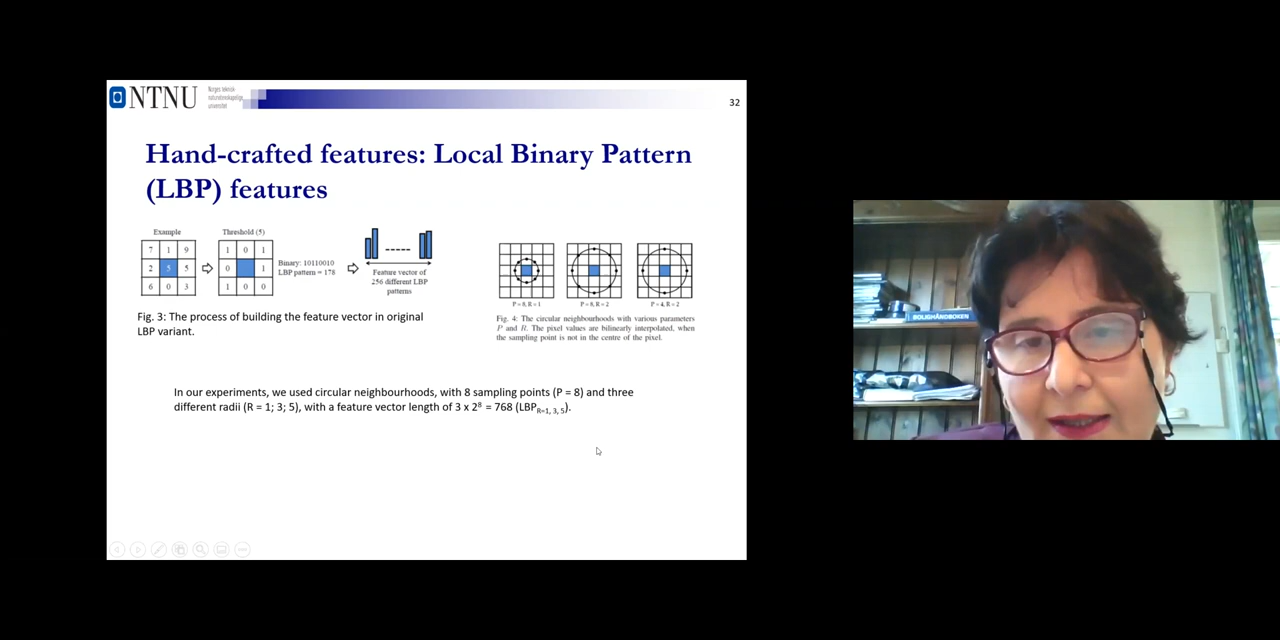 NTNU
Norges teknisk-
naturvitenskapelige
universitet
32
Hand-crafted features: Local Binary Pattern
(LBP) features
Example
7 1 9
2 5 5
6 0 3
Threshold (5)
1 0 1
0 1
1 0 0
Binary: 10110010
LBP pattern = 178
Feature vector of
256 different LBP
patterns
Fig. 3: The process of building the feature vector in original
LBP variant.
P = 8, R = 1
P = 8, R = 2
P = 4, R = 2
Fig. 4: The circular neighbourhoods with various parameters
P and R. The pixel values are bilinearly interpolated, when
the sampling point is not in the centre of the pixel.
In our experiments, we used circular neighbourhoods, with 8 sampling points (P = 8) and three
different radii (R = 1; 3; 5), with a feature vector length of 3 x 2⁸ = 768 (LBP_R=1, 3, 5).
BOLIGHÅNDBOKEN